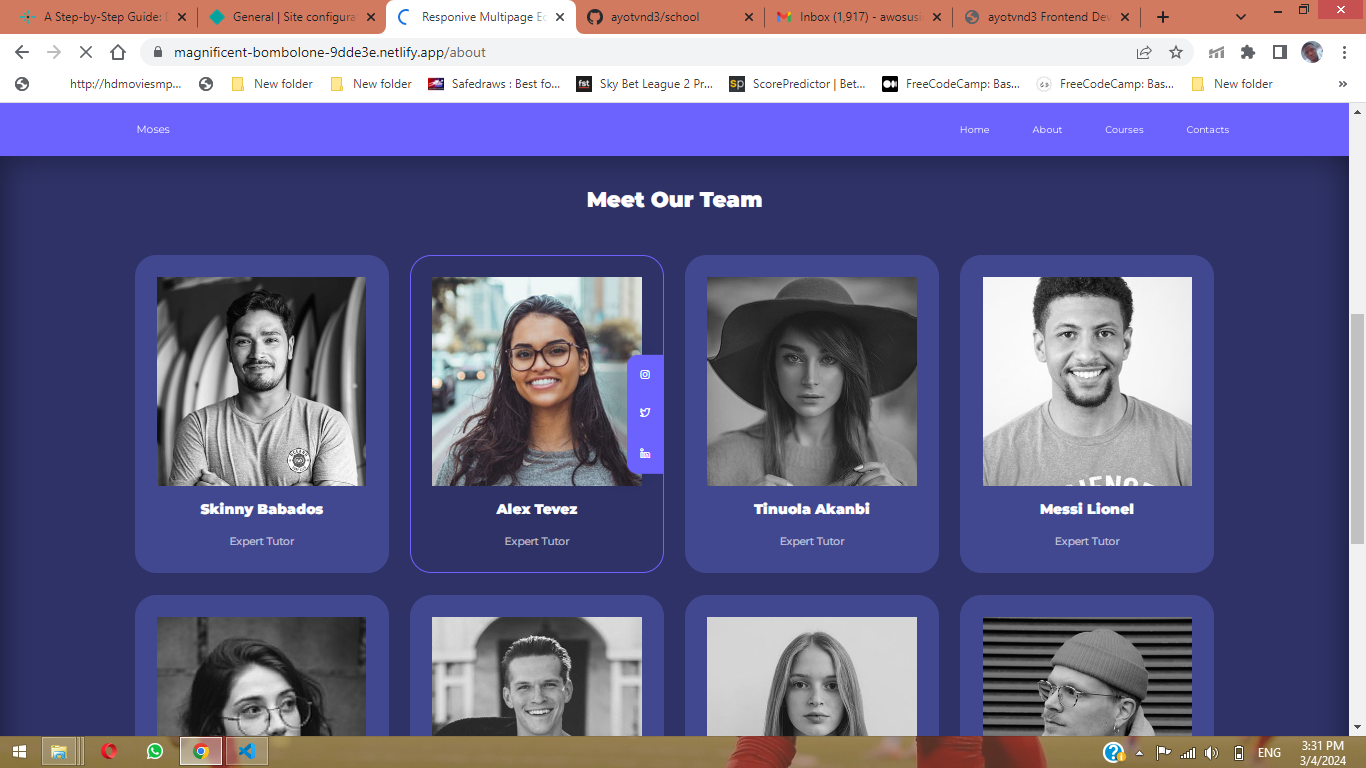 A Step-by-Step Guide:
General | Site configura
Responive Multipage Ed
ayotvnd3/school
Inbox (1,917) - awosusi
ayotvnd3 Frontend Dev
magnificent-bombolone-9dde3e.netlify.app/about
http://hdmoviesmp...
New folder
New folder
Safedraws : Best fo...
Sky Bet League 2 Pr...
ScorePredictor | Bet...
FreeCodeCamp: Bas...
FreeCodeCamp: Bas...
New folder
Moses
Home
About
Courses
Contacts
Meet Our Team
Skinny Babados
Alex Tevez
Tinuola Akanbi
Messi Lionel
Expert Tutor
Expert Tutor
Expert Tutor
Expert Tutor
ENG
3:31 PM
3/4/2024